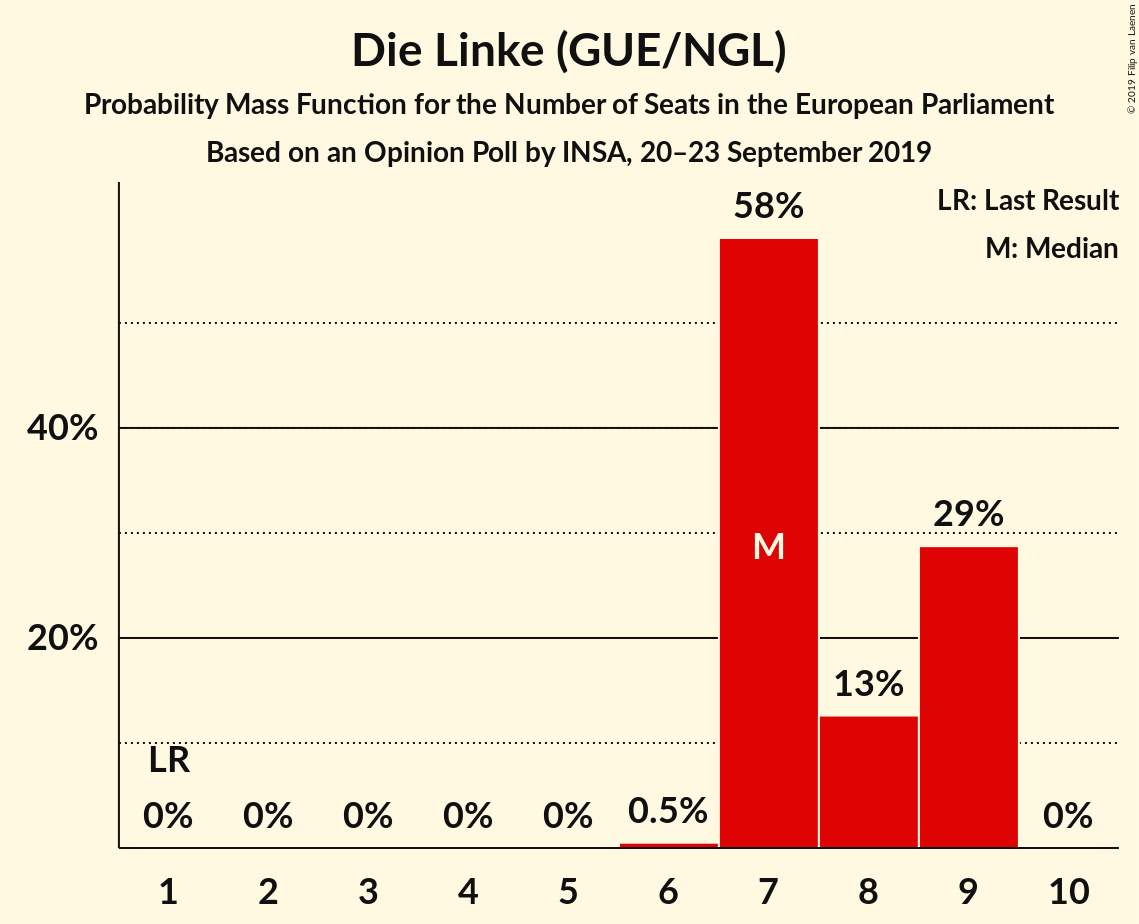 Die Linke (GUE/NGL)
Probability Mass Function for the Number of Seats in the European Parliament
Based on an Opinion Poll by INSA, 20–23 September 2019
© 2019 Filip van Laenen
LR: Last Result
M: Median
58%
40%
M
29%
20%
13%
LR
0% 0% 0% 0% 0% 0.5% 0%
1 2 3 4 5 6 7 8 9 10